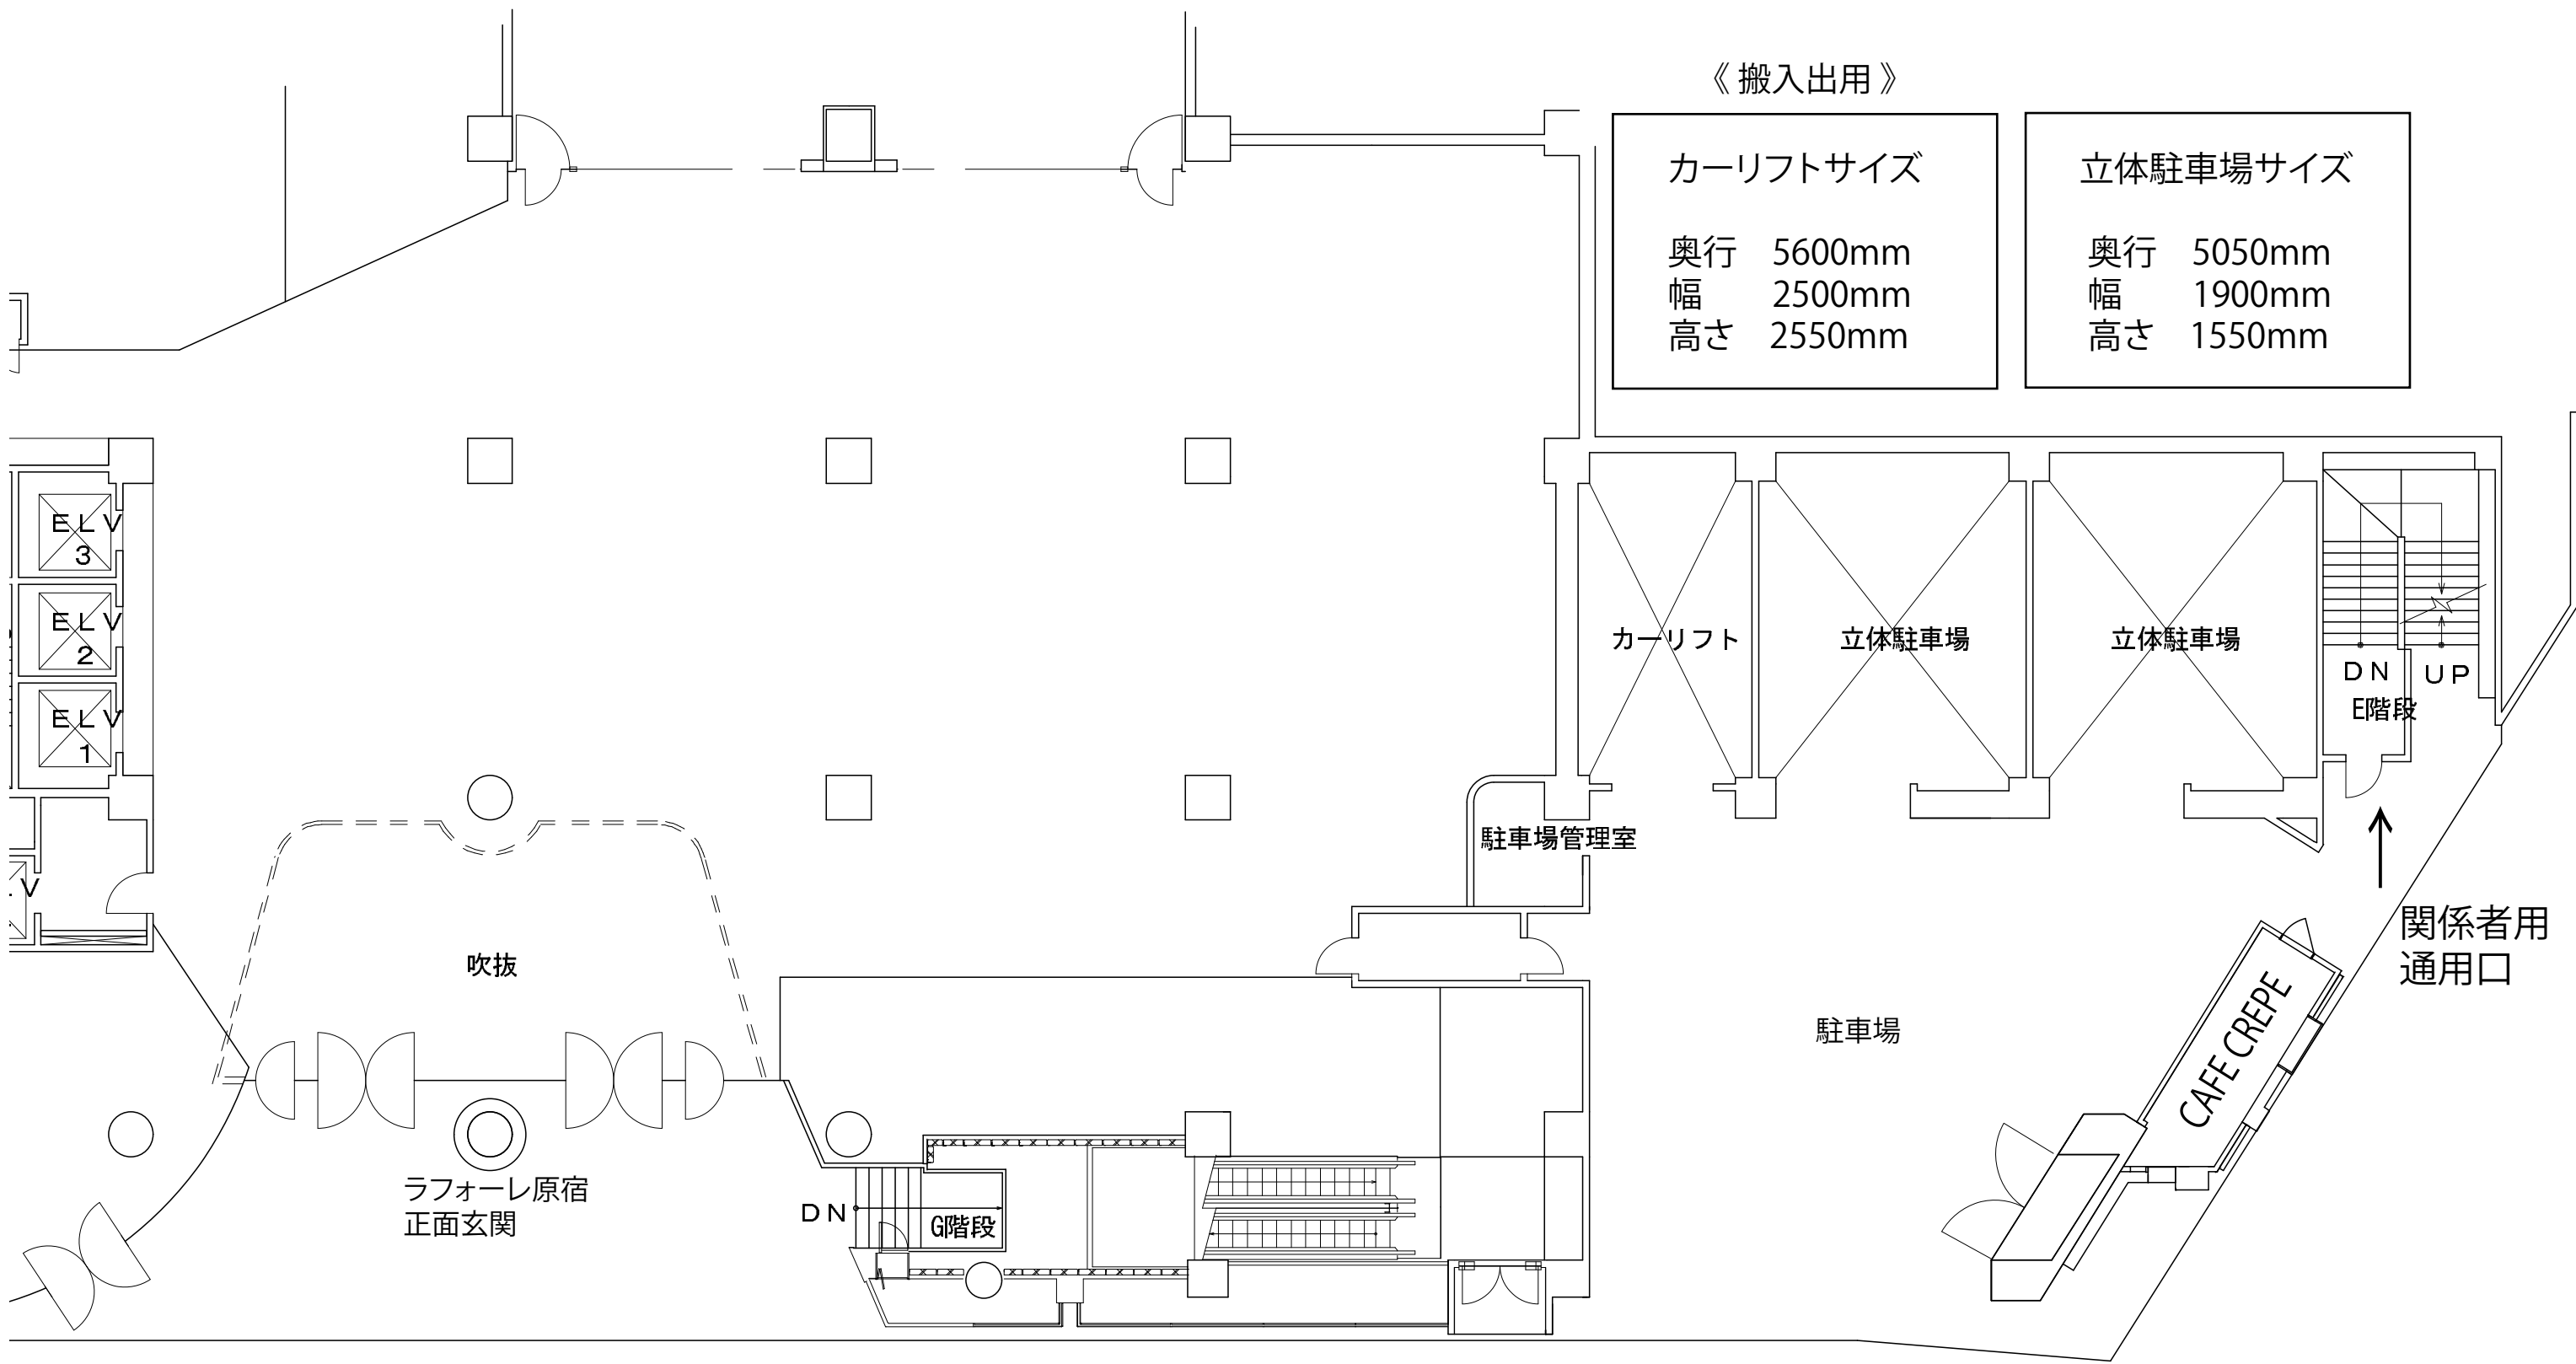 《 搬入出用 》
カーリフトサイズ
奥行 5600mm
幅 2500mm
高さ 2550mm
立体駐車場サイズ
奥行 5050mm
幅 1900mm
高さ 1550mm
ELV
3
ELV
2
ELV
1
V
カーリフト
立体駐車場
立体駐車場
DN
UP
E階段
駐車場管理室
関係者用
通用口
吹抜
駐車場
CAFE CREPE
ラフォーレ原宿
正面玄関
DN
G階段